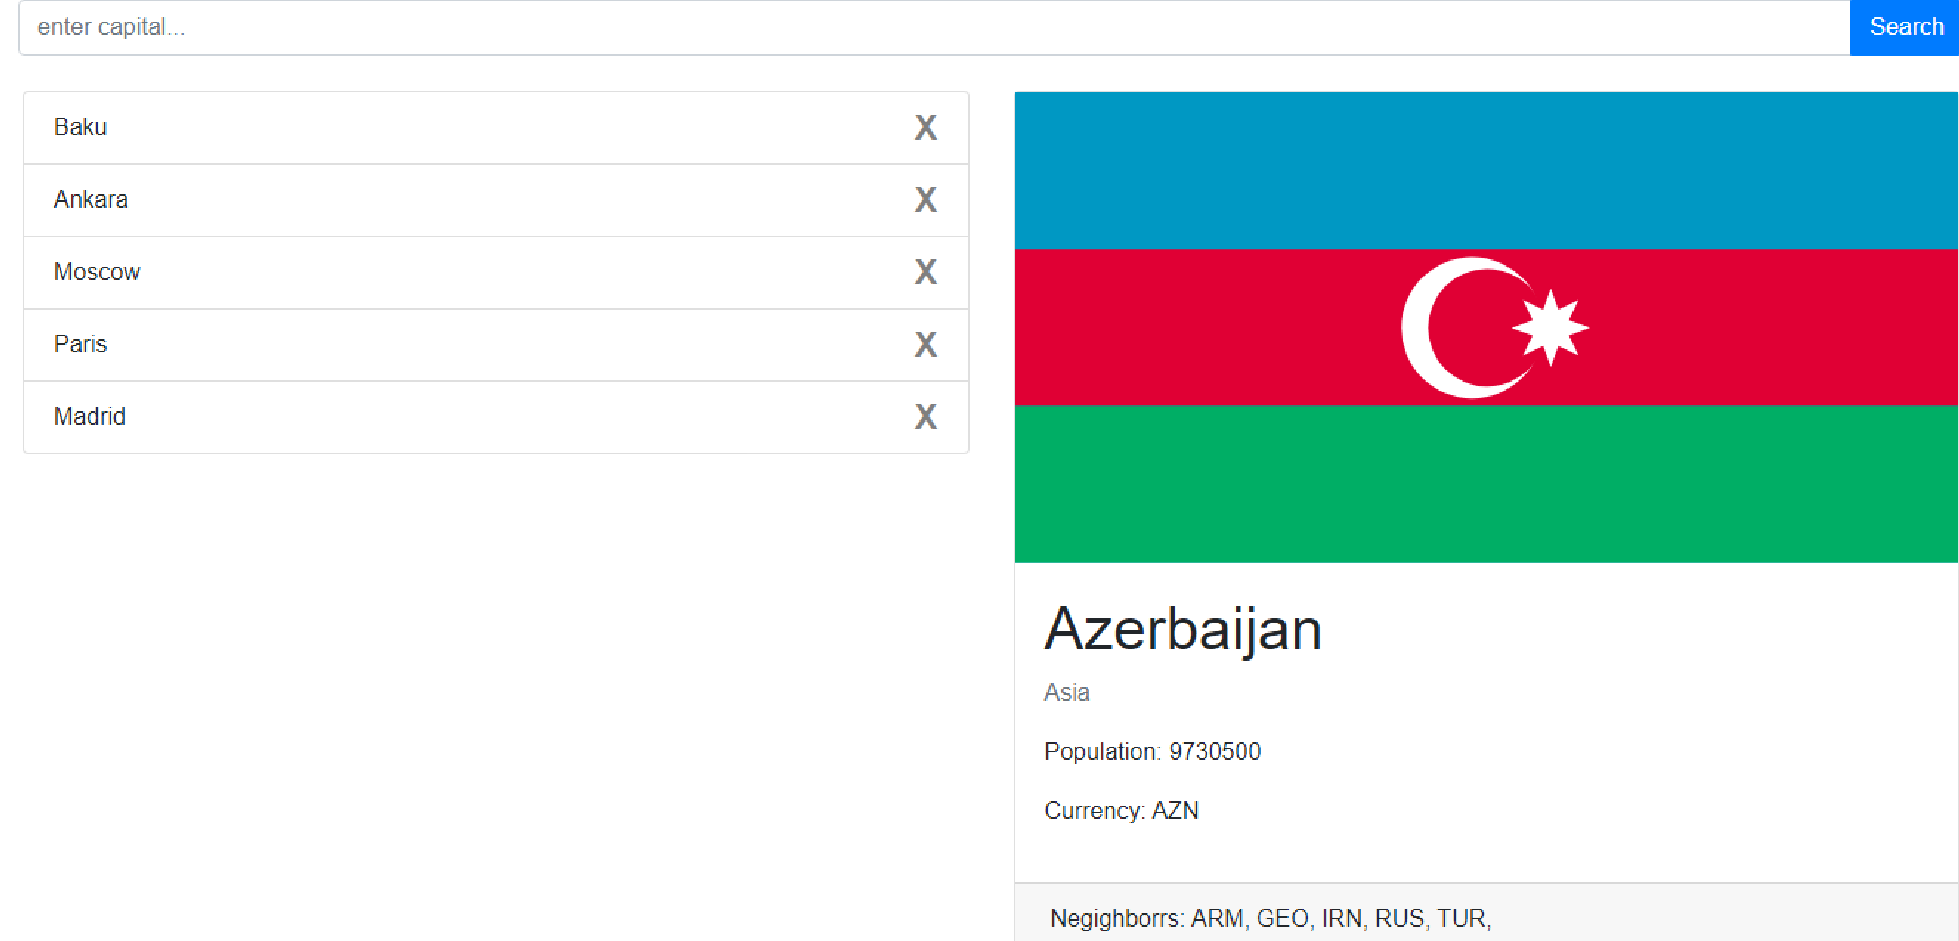 enter capital...
Search
Baku X
Ankara X
Moscow X
Paris X
Madrid X
Azerbaijan
Asia
Population: 9730500
Currency: AZN
Negighborrs: ARM, GEO, IRN, RUS, TUR,